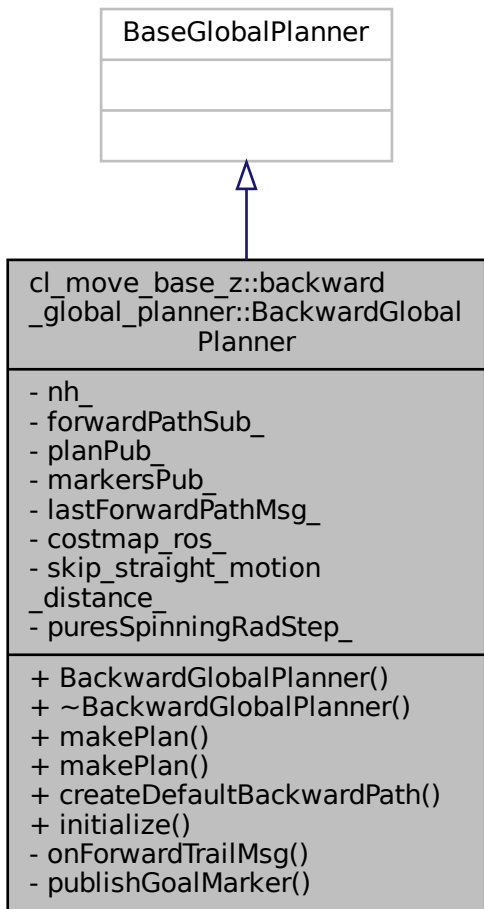 BaseGlobalPlanner
cl_move_base_z::backward
_global_planner::BackwardGlobal
Planner
- nh_
- forwardPathSub_
- planPub_
- markersPub_
- lastForwardPathMsg_
- costmap_ros_
- skip_straight_motion
_distance_
- puresSpinningRadStep_
+ BackwardGlobalPlanner()
+ ~BackwardGlobalPlanner()
+ makePlan()
+ makePlan()
+ createDefaultBackwardPath()
+ initialize()
- onForwardTrailMsg()
- publishGoalMarker()